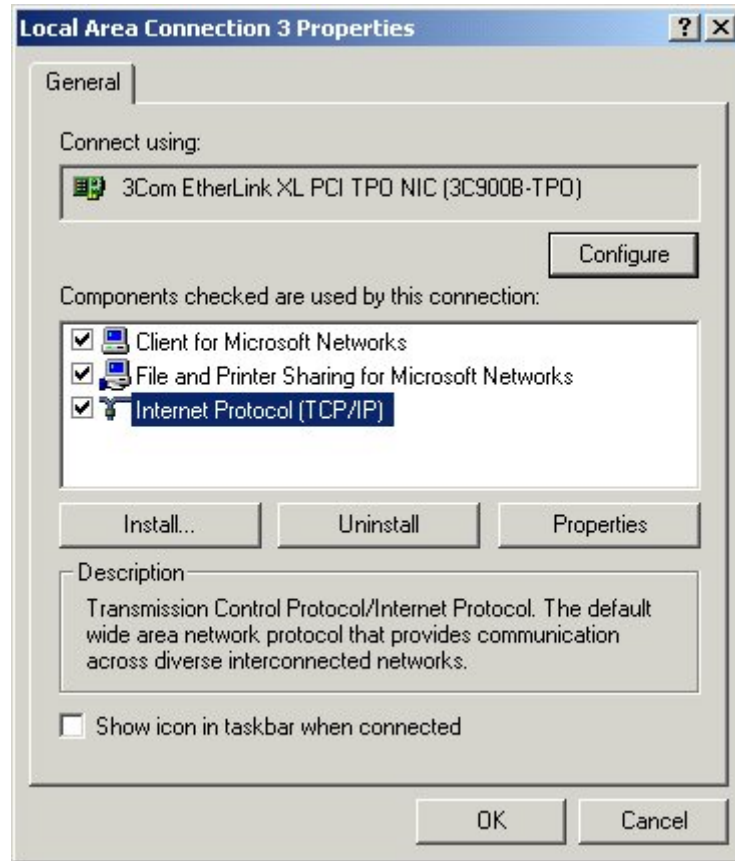 Local Area Connection 3 Properties
General
Connect using:
3Com EtherLink XL PCI TPO NIC (3C900B-TPO)
Configure
Components checked are used by this connection:
Client for Microsoft Networks
File and Printer Sharing for Microsoft Networks
Internet Protocol (TCP/IP)
Install... Uninstall Properties
Description
Transmission Control Protocol/Internet Protocol. The default
wide area network protocol that provides communication
across diverse interconnected networks.
Show icon in taskbar when connected
OK Cancel